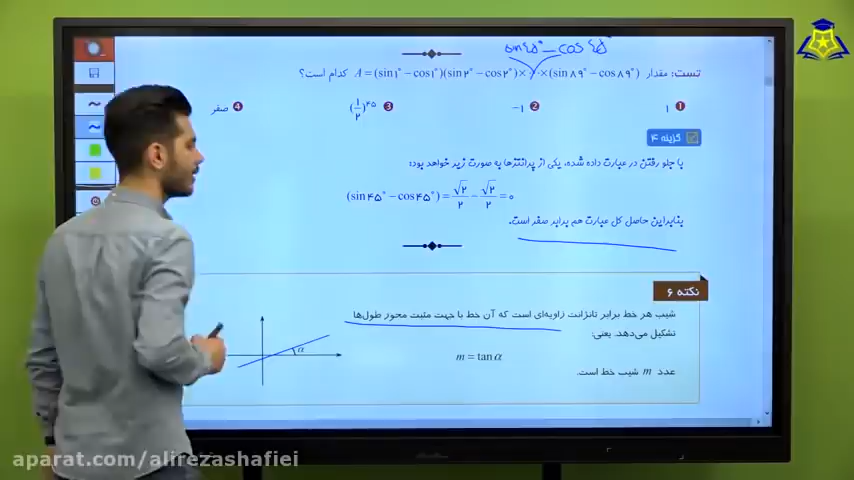 sin۴۵° – cos۴۵°
تست: مقدار A = (sin۱° – cos۱°)(sin۲° – cos۲°)×···×(sin۸۹° – cos۸۹°) کدام است؟
۱ ۱
۲ –۱
۳ (۱/۲)^۴۵
۴ صفر
گزینه ۴
با جلو رفتن در عبارت داده شده، یکی از پرانتزها به صورت زیر خواهد بود:
(sin۴۵° – cos۴۵°) = √۲/۲ – √۲/۲ = ۰
بنابراین حاصل کل عبارت هم برابر صفر است.
نکته ۶
شیب هر خط برابر تانژانت زاویه‌ای است که آن خط با جهت مثبت محور طول‌ها
تشکیل می‌دهد. یعنی:
m = tan α
عدد m شیب خط است.
α
aparat.com/alirezashafiei